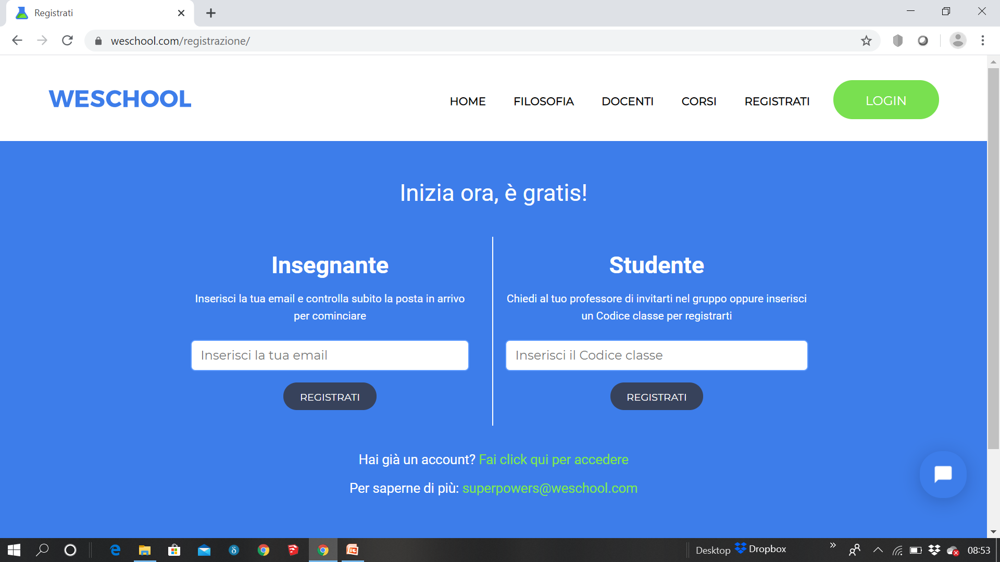 Registrati
weschool.com/registrazione/
WESCHOOL
HOME
FILOSOFIA
DOCENTI
CORSI
REGISTRATI
LOGIN
Inizia ora, è gratis!
Insegnante
Inserisci la tua email e controlla subito la posta in arrivo
per cominciare
Inserisci la tua email
REGISTRATI
Studente
Chiedi al tuo professore di invitarti nel gruppo oppure inserisci
un Codice classe per registrarti
Inserisci il Codice classe
REGISTRATI
Hai già un account? Fai click qui per accedere
Per saperne di più: superpowers@weschool.com
Desktop
Dropbox
08:53